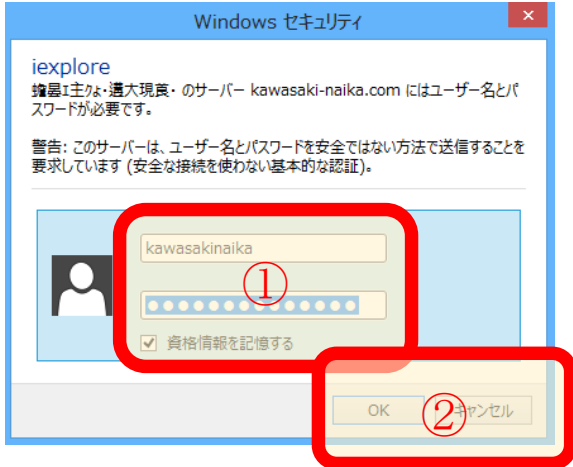 Windows セキュリティ
iexplore
のサーバー kawasaki-naika.com にはユーザー名とパ
スワードが必要です。
警告: このサーバーは、ユーザー名とパスワードを安全ではない方法で送信することを
要求しています (安全な接続を使わない基本的な認証)。
kawasakinaika
①
●●●●●●●●●●●●●●
資格情報を記憶する
OK
②
キャンセル